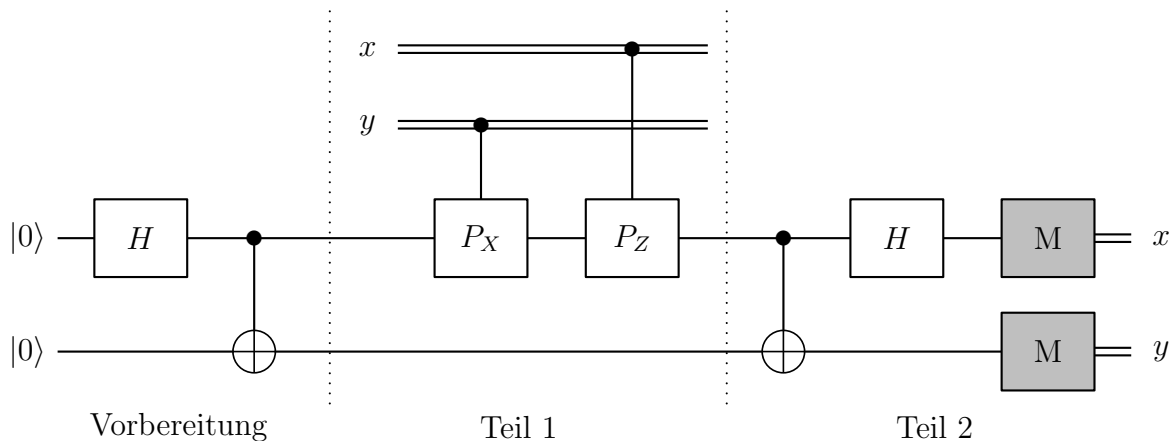 x
y
|0⟩ H P_X P_Z H M x
|0⟩ M y
Vorbereitung Teil 1 Teil 2